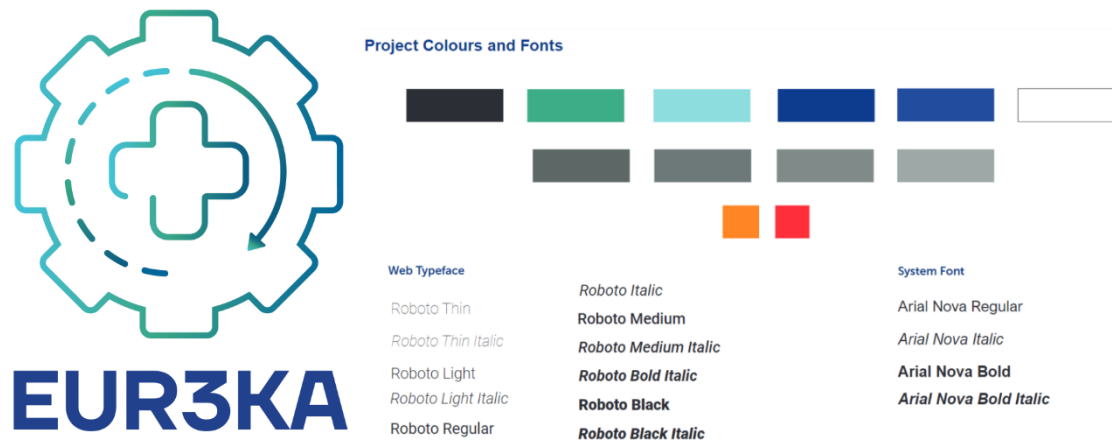 EUR3KA
Project Colours and Fonts
Web Typeface
Roboto Thin
Roboto Thin Italic
Roboto Light
Roboto Light Italic
Roboto Regular
Roboto Italic
Roboto Medium
Roboto Medium Italic
Roboto Bold Italic
Roboto Black
Roboto Black Italic
System Font
Arial Nova Regular
Arial Nova Italic
Arial Nova Bold
Arial Nova Bold Italic